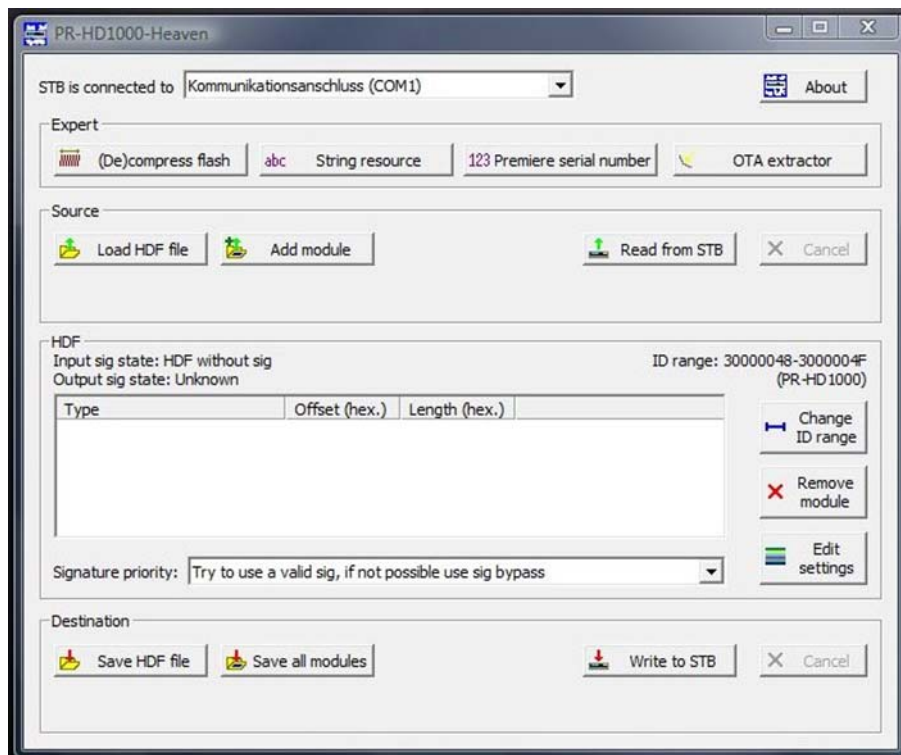 PR-HD1000-Heaven
STB is connected to Kommunikationsanschluss (COM1) About
Expert
(De)compress flash abc String resource 123 Premiere serial number OTA extractor
Source
Load HDF file Add module Read from STB Cancel
HDF
Input sig state: HDF without sig ID range: 30000048-3000004F
Output sig state: Unknown (PR-HD1000)
Type Offset (hex.) Length (hex.)
Change
ID range
Remove
module
Edit
settings
Signature priority: Try to use a valid sig, if not possible use sig bypass
Destination
Save HDF file Save all modules Write to STB Cancel